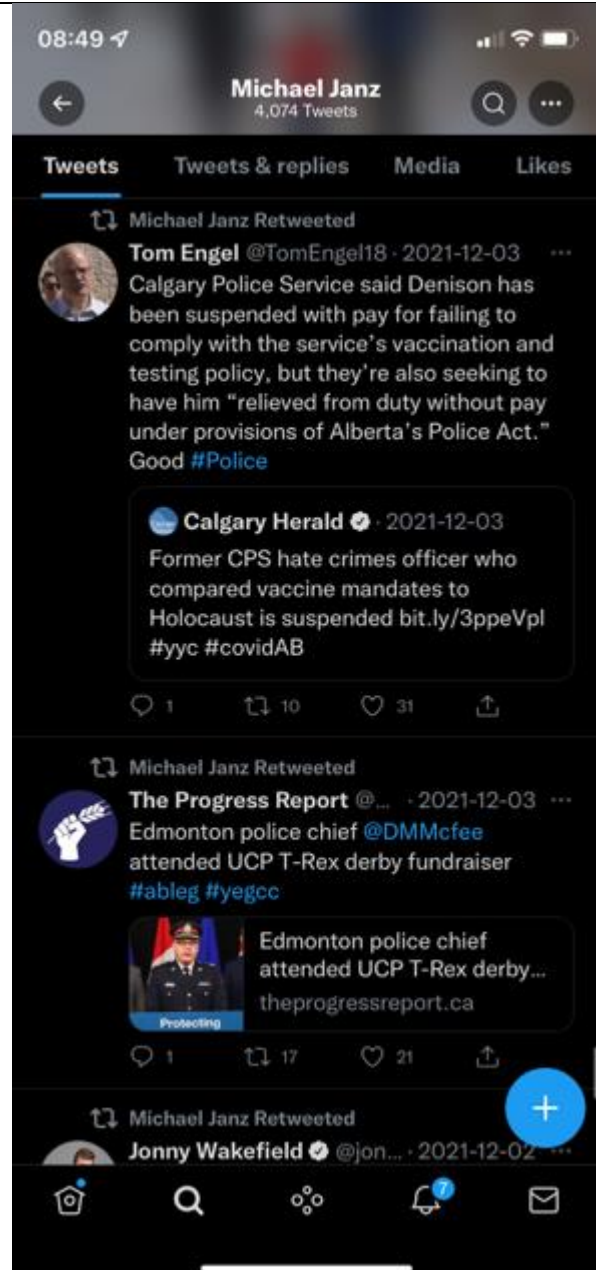 08:49
Michael Janz
4,074 Tweets
Tweets Tweets & replies Media Likes
Michael Janz Retweeted
Tom Engel @TomEngel18 · 2021-12-03 ...
Calgary Police Service said Denison has
been suspended with pay for failing to
comply with the service's vaccination and
testing policy, but they're also seeking to
have him “relieved from duty without pay
under provisions of Alberta's Police Act.”
Good #Police
Calgary Herald · 2021-12-03
Former CPS hate crimes officer who
compared vaccine mandates to
Holocaust is suspended bit.ly/3ppeVpl
#yyc #covidAB
1 10 31
Michael Janz Retweeted
The Progress Report @... · 2021-12-03 ...
Edmonton police chief @DMMcfee
attended UCP T-Rex derby fundraiser
#ableg #yegcc
Edmonton police chief
attended UCP T-Rex derby...
theprogressreport.ca
Protecting
1 17 21
Michael Janz Retweeted
Jonny Wakefield @jon... · 2021-12-02 ...
7